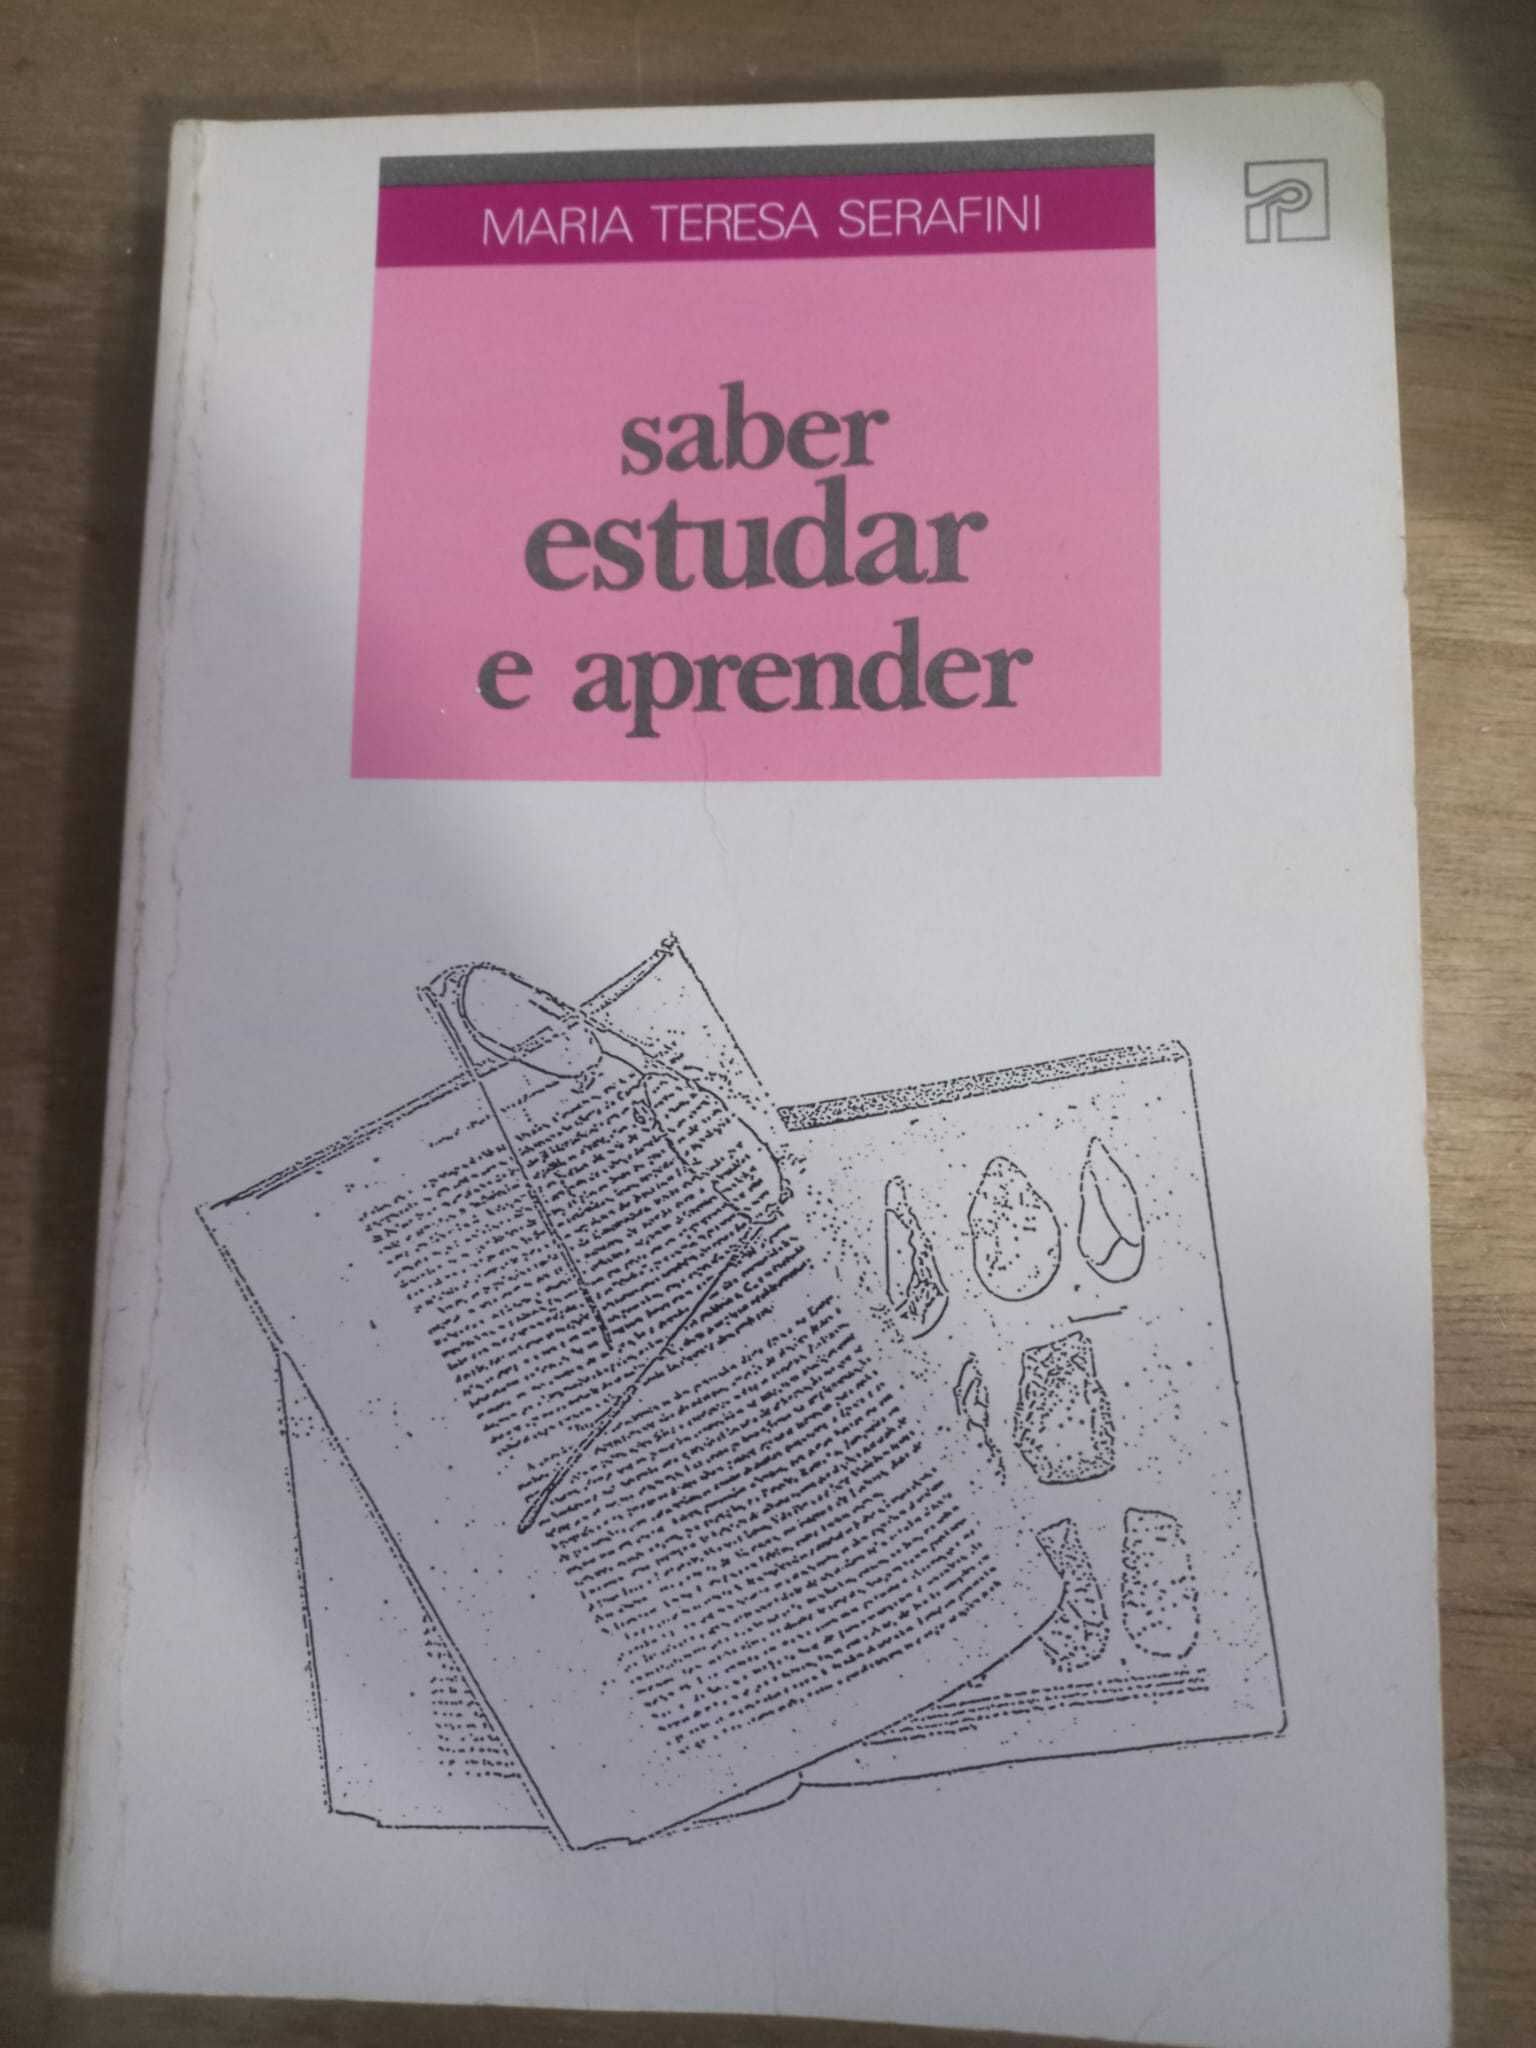 MARIA TERESA SERAFINI
saber
estudar
e aprender